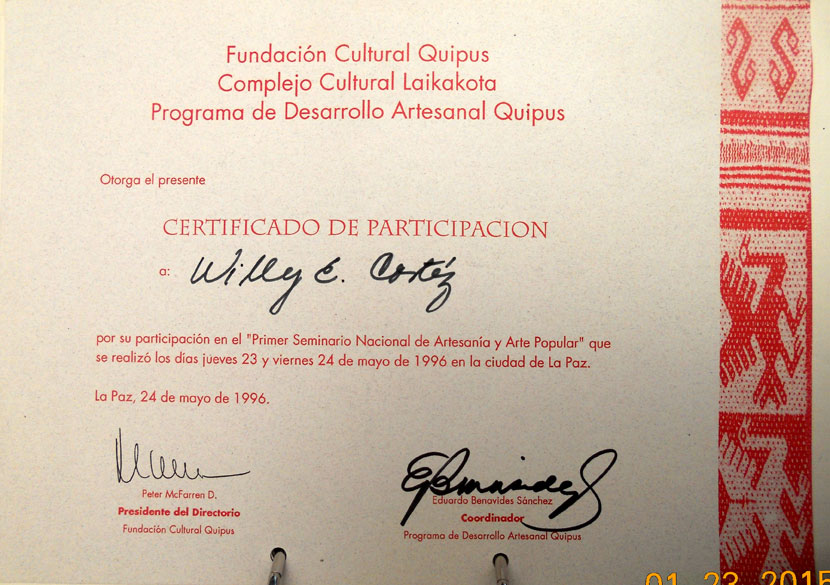 Fundación Cultural Quipus
Complejo Cultural Laikakota
Programa de Desarrollo Artesanal Quipus
Otorga el presente
CERTIFICADO DE PARTICIPACION
a: Willy E. Cortéz
por su participación en el "Primer Seminario Nacional de Artesanía y Arte Popular" que
se realizó los días jueves 23 y viernes 24 de mayo de 1996 en la ciudad de La Paz.
La Paz, 24 de mayo de 1996.
Peter McFarren D.
Presidente del Directorio
Fundación Cultural Quipus
Eduardo Benavides Sánchez
Coordinador
Programa de Desarrollo Artesanal Quipus
01 23 2015